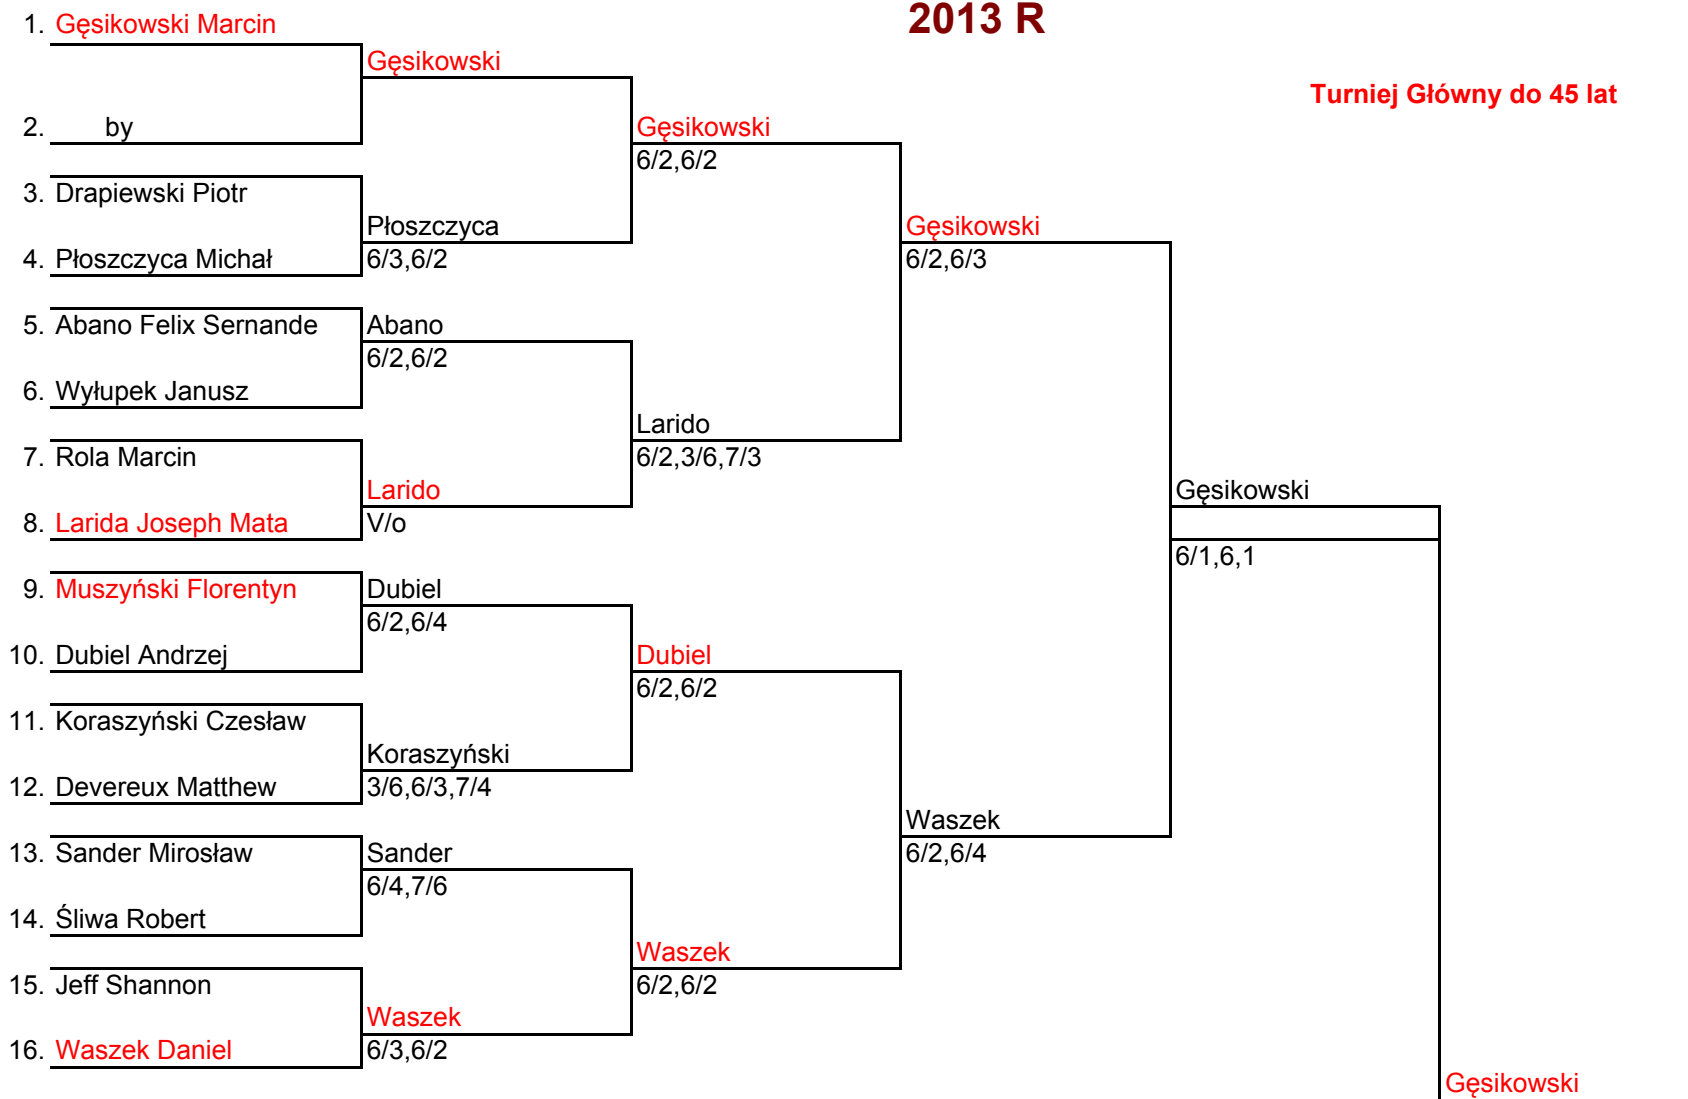 2013 R
Turniej Główny do 45 lat
1. Gęsikowski Marcin
Gęsikowski
2. by
Gęsikowski
6/2,6/2
3. Drapiewski Piotr
Płoszczyca
Gęsikowski
4. Płoszczyca Michał
6/3,6/2
6/2,6/3
5. Abano Felix Sernande
Abano
6/2,6/2
6. Wyłupek Janusz
Larido
6/2,3/6,7/3
7. Rola Marcin
Larido
Gęsikowski
8. Larida Joseph Mata
V/o
6/1,6,1
9. Muszyński Florentyn
Dubiel
6/2,6/4
10. Dubiel Andrzej
Dubiel
6/2,6/2
11. Koraszyński Czesław
Koraszyński
12. Devereux Matthew
3/6,6/3,7/4
Waszek
13. Sander Mirosław
Sander
6/2,6/4
6/4,7/6
14. Śliwa Robert
Waszek
6/2,6/2
15. Jeff Shannon
Waszek
16. Waszek Daniel
6/3,6/2
Gęsikowski